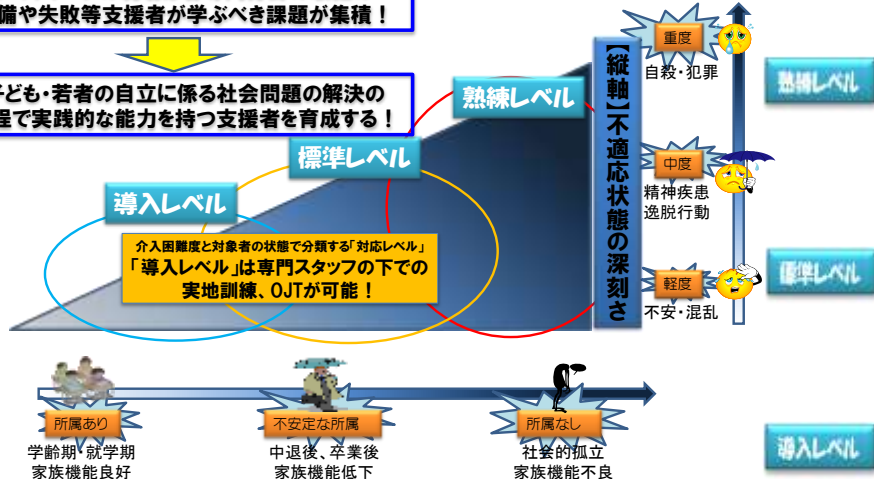 備や失敗等支援者が学ぶべき課題が集積！
子ども・若者の自立に係る社会問題の解決の
程で実践的な能力を持つ支援者を育成する！
熟練レベル
標準レベル
導入レベル
介入困難度と対象者の状態で分類する「対応レベル」
「導入レベル」は専門スタッフの下での
実地訓練、OJTが可能！
【縦軸】不適応状態の深刻さ
重度
自殺・犯罪
中度
精神疾患
逸脱行動
軽度
不安・混乱
熟練レベル
標準レベル
導入レベル
所属あり
学齢期・就学期
家族機能良好
不安定な所属
中退後、卒業後
家族機能低下
所属なし
社会的孤立
家族機能不良